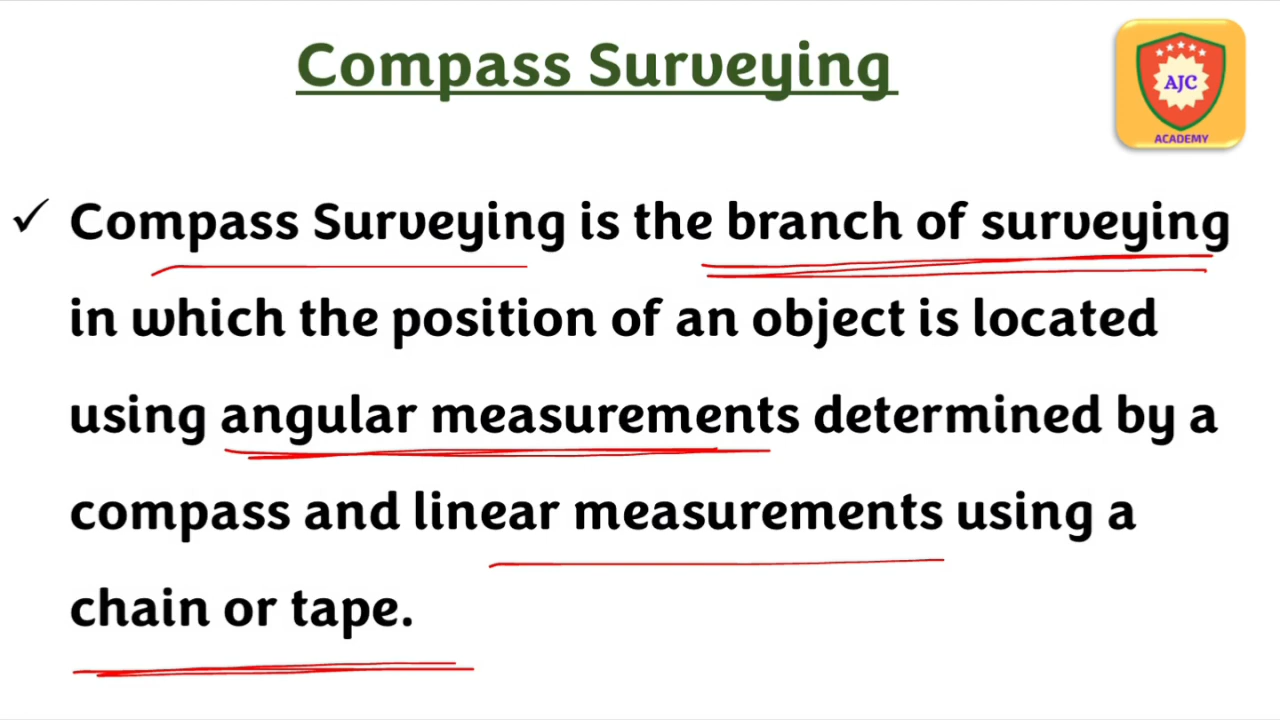 Compass Surveying
AJC
ACADEMY
✓ Compass Surveying is the branch of surveying
in which the position of an object is located
using angular measurements determined by a
compass and linear measurements using a
chain or tape.